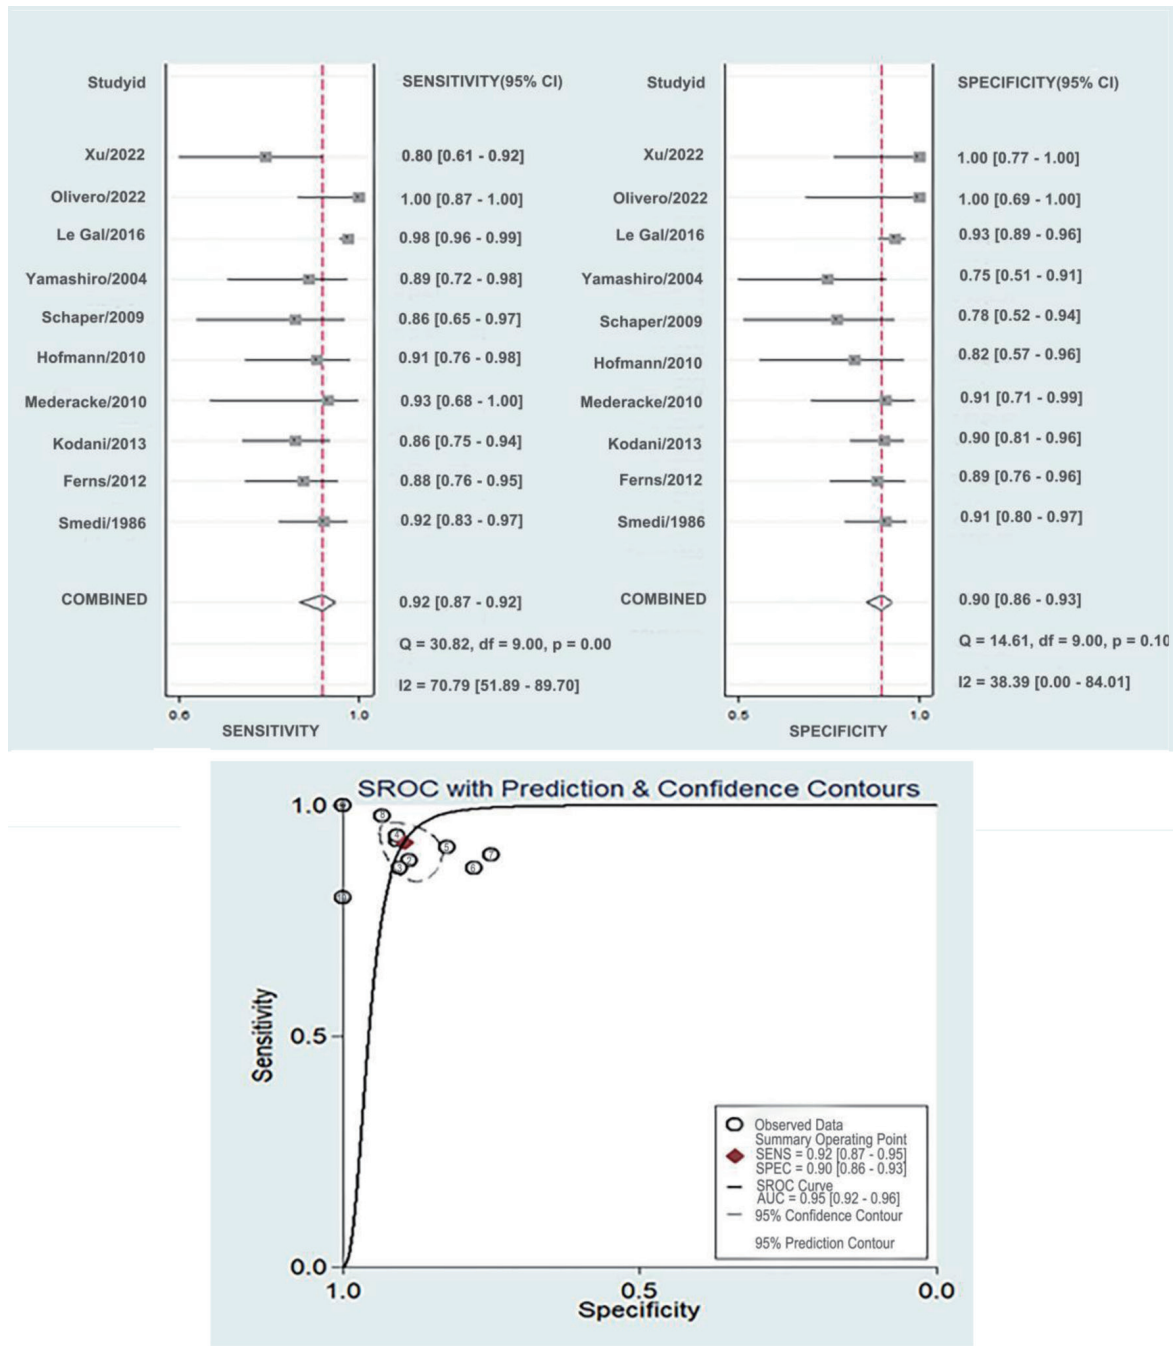 Studyid SENSITIVITY(95% CI)
Xu/2022 0.80 [0.61 - 0.92]
Olivero/2022 1.00 [0.87 - 1.00]
Le Gal/2016 0.98 [0.96 - 0.99]
Yamashiro/2004 0.89 [0.72 - 0.98]
Schaper/2009 0.86 [0.65 - 0.97]
Hofmann/2010 0.91 [0.76 - 0.98]
Mederacke/2010 0.93 [0.68 - 1.00]
Kodani/2013 0.86 [0.75 - 0.94]
Ferns/2012 0.88 [0.76 - 0.95]
Smedi/1986 0.92 [0.83 - 0.97]
COMBINED 0.92 [0.87 - 0.92]
Q = 30.82, df = 9.00, p = 0.00
I2 = 70.79 [51.89 - 89.70]
1.0
SENSITIVITY
Studyid SPECIFICITY(95% CI)
Xu/2022 1.00 [0.77 - 1.00]
Olivero/2022 1.00 [0.69 - 1.00]
Le Gal/2016 0.93 [0.89 - 0.96]
Yamashiro/2004 0.75 [0.51 - 0.91]
Schaper/2009 0.78 [0.52 - 0.94]
Hofmann/2010 0.82 [0.57 - 0.96]
Mederacke/2010 0.91 [0.71 - 0.99]
Kodani/2013 0.90 [0.81 - 0.96]
Ferns/2012 0.89 [0.76 - 0.96]
Smedi/1986 0.91 [0.80 - 0.97]
COMBINED 0.90 [0.86 - 0.93]
Q = 14.61, df = 9.00, p = 0.10
I2 = 38.39 [0.00 - 84.01]
0.5 1.0
SPECIFICITY
SROC with Prediction & Confidence Contours
1.0
0.5
0.0
Sensitivity
4
5
2
3
6
7
Observed Data
Summary Operating Point
SENS = 0.92 [0.87 - 0.95]
SPEC = 0.90 [0.86 - 0.93]
SROC Curve
AUC = 0.95 [0.92 - 0.96]
95% Confidence Contour
95% Prediction Contour
1.0 0.5 0.0
Specificity